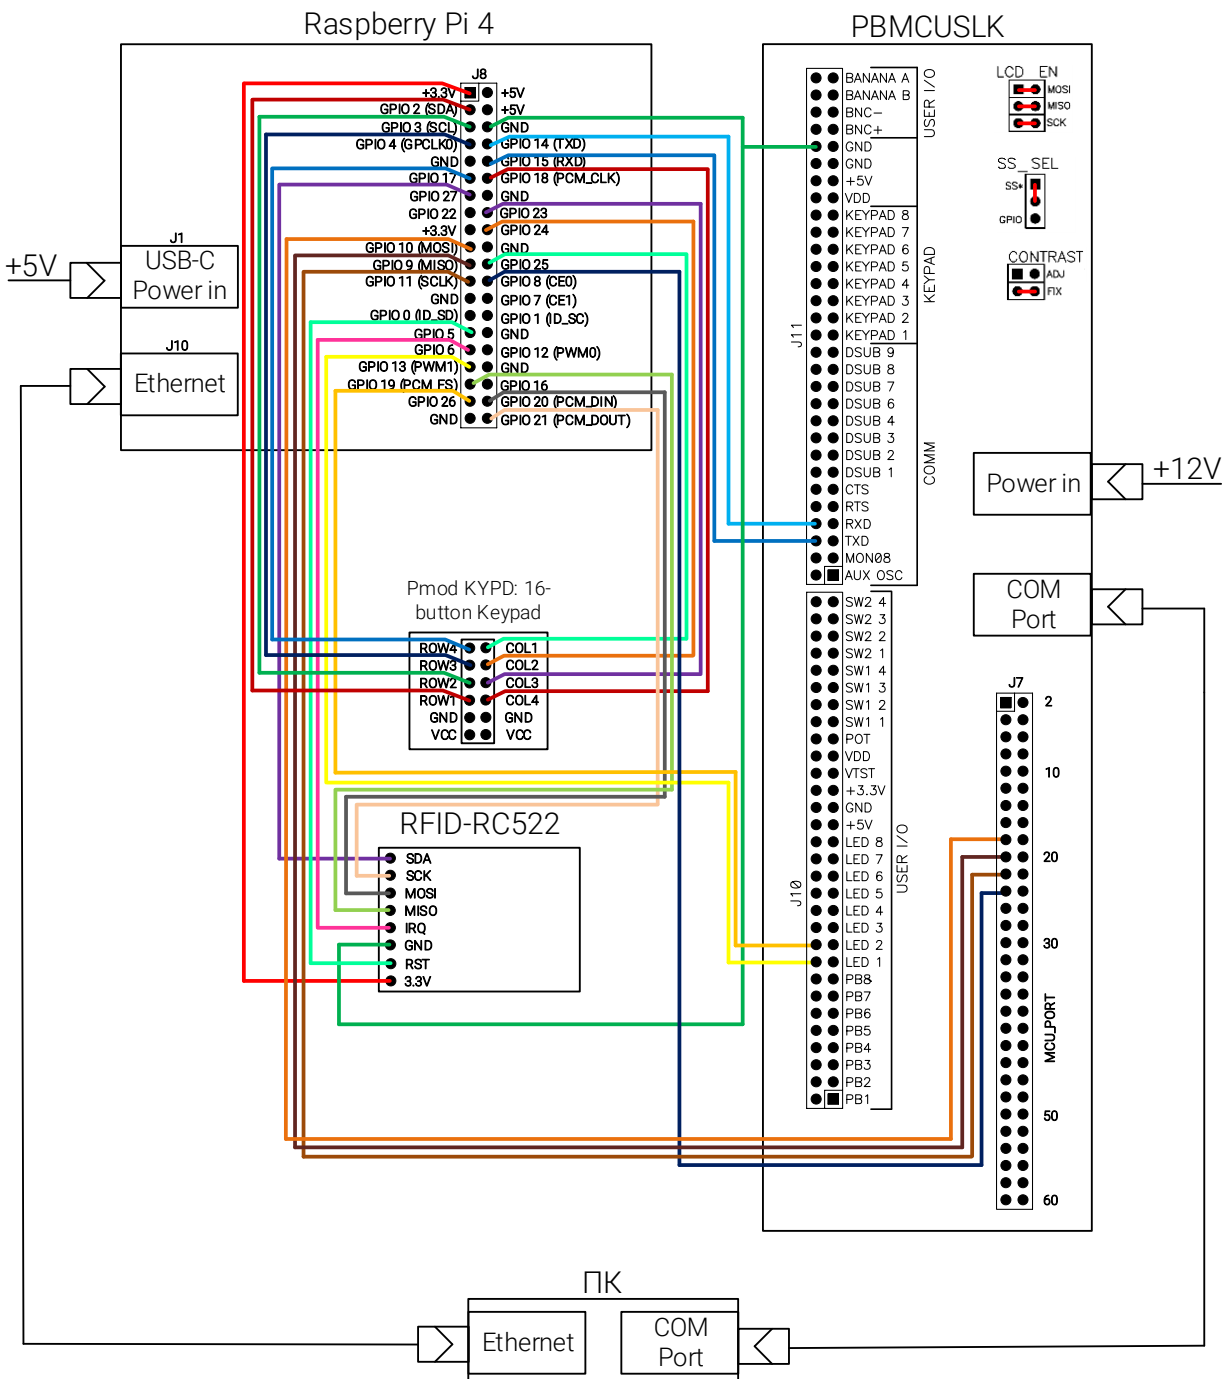 Raspberry Pi 4
PBMCUSLK
J8
+3.3V +5V
GPIO 2 (SDA) +5V
GPIO 3 (SCL) GND
GPIO 4 (GPCLK0) GPIO 14 (TXD)
GND GPIO 15 (RXD)
GPIO 17 GPIO 18 (PCM_CLK)
GPIO 27 GND
GPIO 22 GPIO 23
+3.3V GPIO 24
GPIO 10 (MOSI) GND
GPIO 9 (MISO) GPIO 25
GPIO 11 (SCLK) GPIO 8 (CE0)
GND GPIO 7 (CE1)
GPIO 0 (ID_SD) GPIO 1 (ID_SC)
GPIO 5 GND
GPIO 6 GPIO 12 (PWM0)
GPIO 13 (PWM1) GND
GPIO 19 (PCM_FS) GPIO 16
GPIO 26 GPIO 20 (PCM_DIN)
GND GPIO 21 (PCM_DOUT)
+5V
J1
USB-C
Power in
J10
Ethernet
Pmod KYPD: 16-
button Keypad
ROW4 COL1
ROW3 COL2
ROW2 COL3
ROW1 COL4
GND GND
VCC VCC
RFID-RC522
SDA
SCK
MOSI
MISO
IRQ
GND
RST
3.3V
J11
BANANA A
BANANA B
BNC-
BNC+
GND
GND
+5V
VDD
KEYPAD 8
KEYPAD 7
KEYPAD 6
KEYPAD 5
KEYPAD 4
KEYPAD 3
KEYPAD 2
KEYPAD 1
DSUB 9
DSUB 8
DSUB 7
DSUB 6
DSUB 4
DSUB 3
DSUB 2
DSUB 1
CTS
RTS
RXD
TXD
MON08
AUX OSC
USER I/O
KEYPAD
COMM
J10
SW2 4
SW2 3
SW2 2
SW2 1
SW1 4
SW1 3
SW1 2
SW1 1
POT
VDD
VTST
+3.3V
GND
+5V
LED 8
LED 7
LED 6
LED 5
LED 4
LED 3
LED 2
LED 1
PB8
PB7
PB6
PB5
PB4
PB3
PB2
PB1
USER I/O
LCD_EN
MOSI
MISO
SCK
SS_SEL
SS*
GPIO
CONTRAST
ADJ
FIX
Power in
+12V
COM
Port
J7
2
10
20
30
50
60
MCU_PORT
ПК
Ethernet
COM
Port